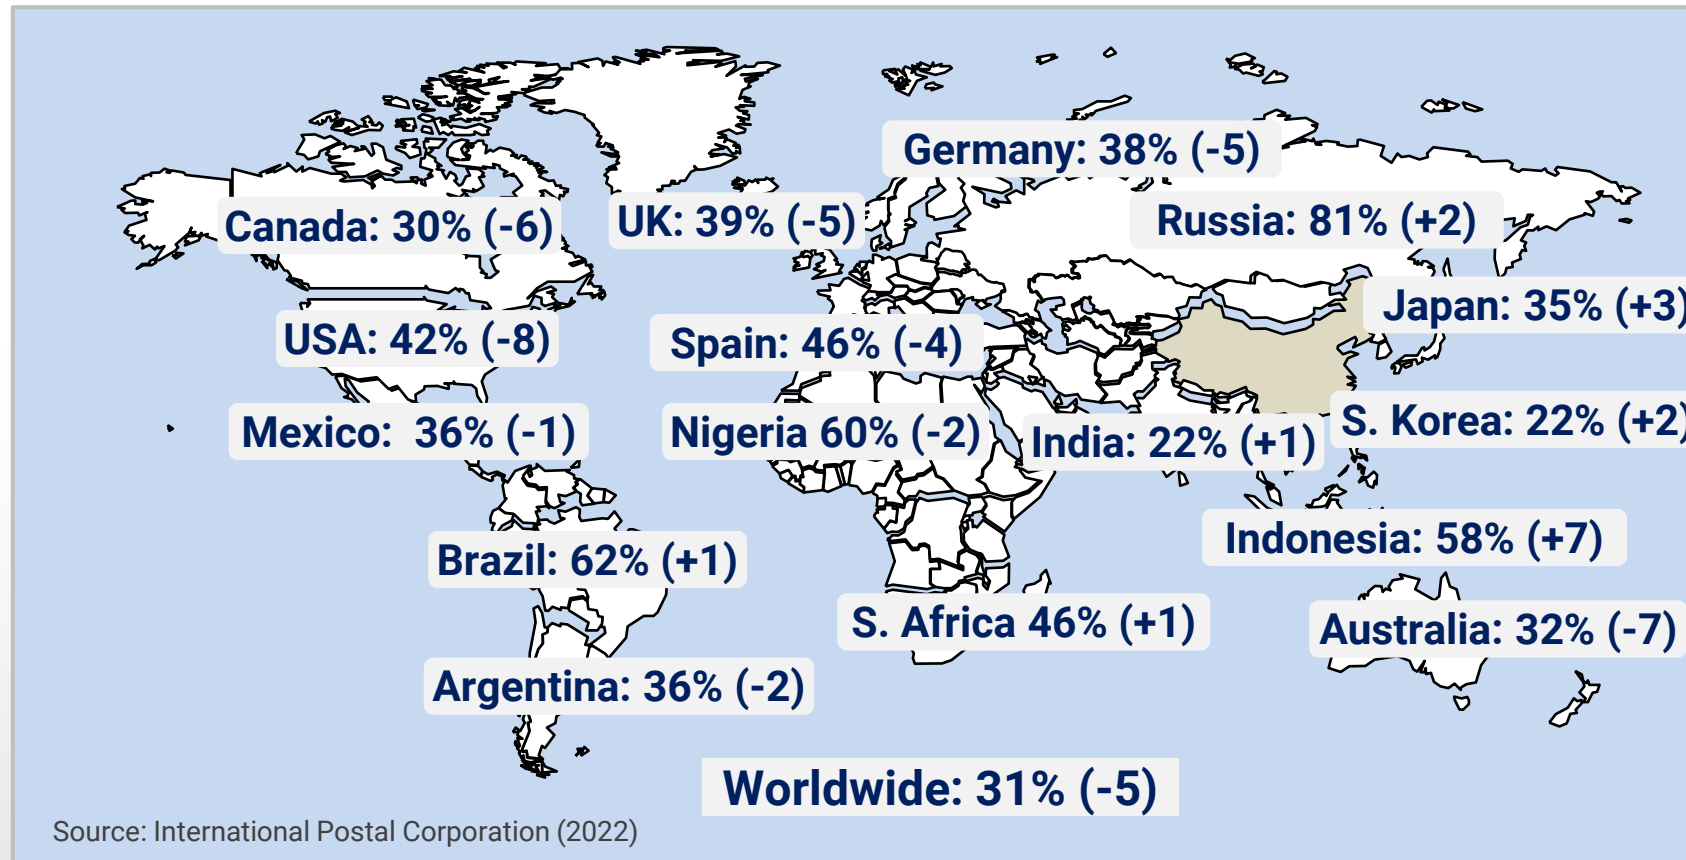 Germany: 38% (-5)
Canada: 30% (-6)
UK: 39% (-5)
Russia: 81% (+2)
Japan: 35% (+3)
USA: 42% (-8)
Spain: 46% (-4)
Mexico: 36% (-1)
Nigeria 60% (-2)
India: 22% (+1)
S. Korea: 22% (+2)
Brazil: 62% (+1)
Indonesia: 58% (+7)
S. Africa 46% (+1)
Australia: 32% (-7)
Argentina: 36% (-2)
Worldwide: 31% (-5)
Source: International Postal Corporation (2022)